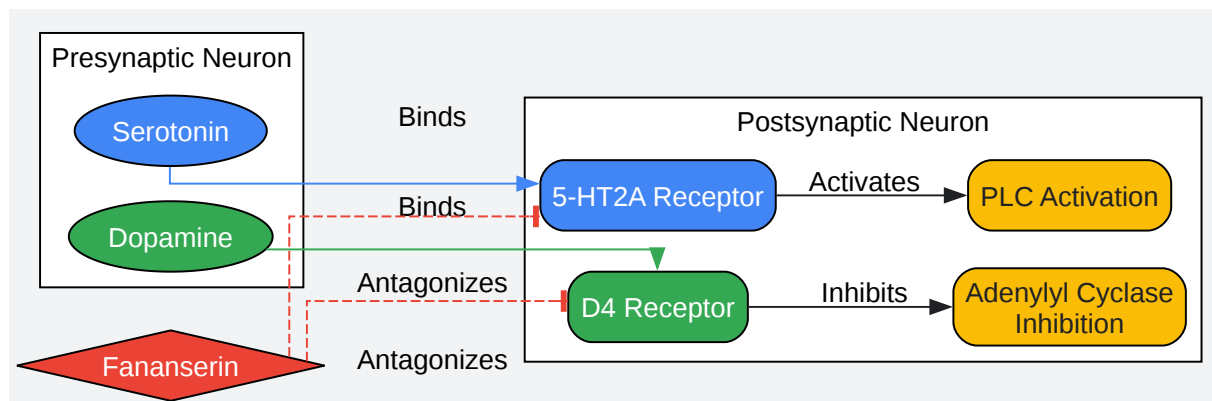 Presynaptic Neuron
Serotonin
Dopamine
Fananserin
Binds
Binds
Antagonizes
Antagonizes
Postsynaptic Neuron
5-HT2A Receptor
Activates
PLC Activation
D4 Receptor
Inhibits
Adenylyl Cyclase
Inhibition